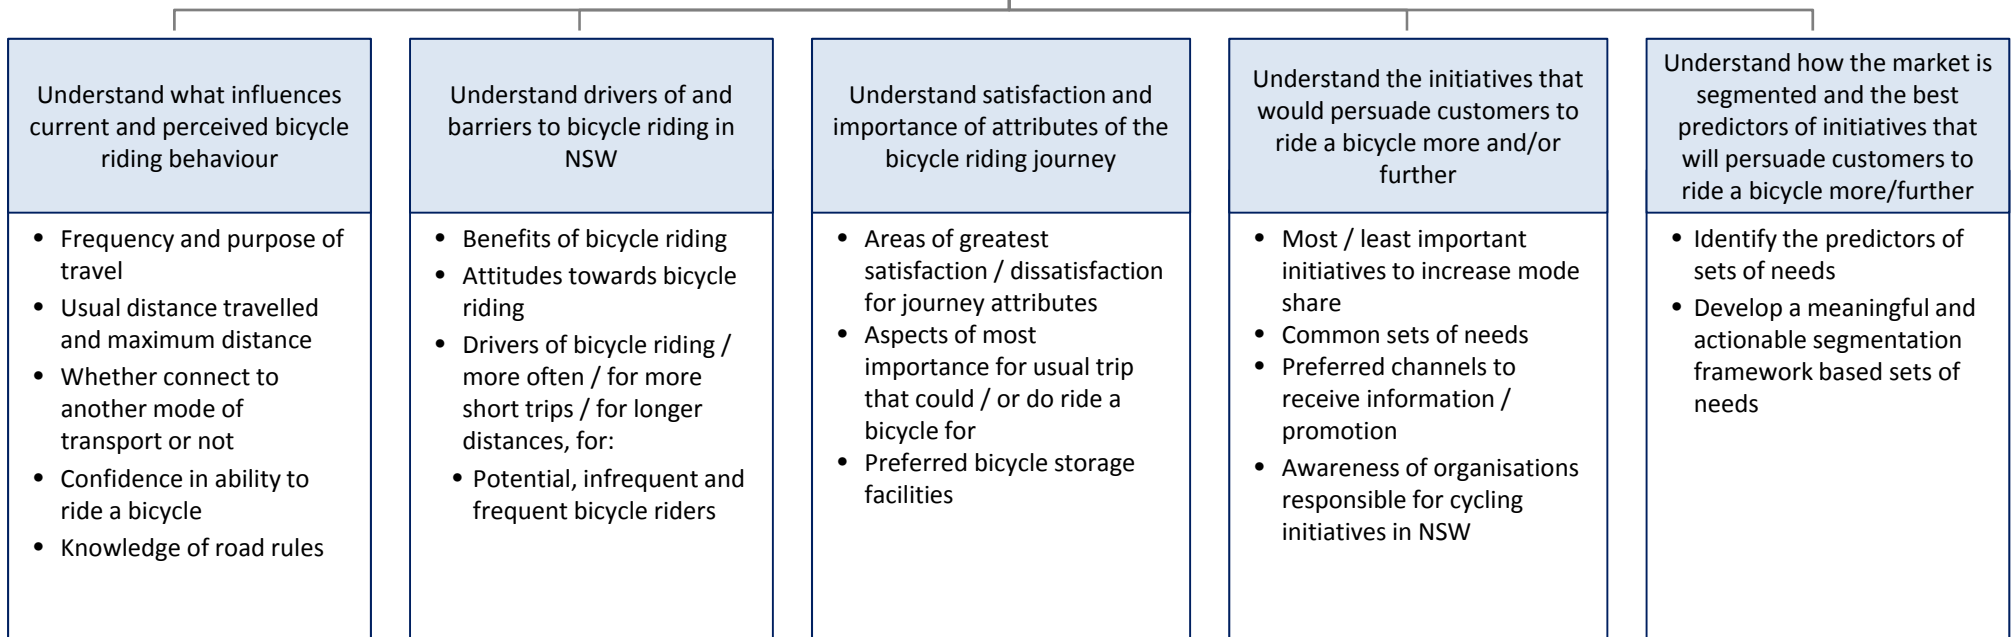 Understand what influences
current and perceived bicycle
riding behaviour
• Frequency and purpose of
travel
• Usual distance travelled
and maximum distance
• Whether connect to
another mode of
transport or not
• Confidence in ability to
ride a bicycle
• Knowledge of road rules
Understand drivers of and
barriers to bicycle riding in
NSW
• Benefits of bicycle riding
• Attitudes towards bicycle
riding
• Drivers of bicycle riding /
more often / for more
short trips / for longer
distances, for:
• Potential, infrequent and
frequent bicycle riders
Understand satisfaction and
importance of attributes of the
bicycle riding journey
• Areas of greatest
satisfaction / dissatisfaction
for journey attributes
• Aspects of most
importance for usual trip
that could / or do ride a
bicycle for
• Preferred bicycle storage
facilities
Understand the initiatives that
would persuade customers to
ride a bicycle more and/or
further
• Most / least important
initiatives to increase mode
share
• Common sets of needs
• Preferred channels to
receive information /
promotion
• Awareness of organisations
responsible for cycling
initiatives in NSW
Understand how the market is
segmented and the best
predictors of initiatives that
will persuade customers to
ride a bicycle more/further
• Identify the predictors of
sets of needs
• Develop a meaningful and
actionable segmentation
framework based sets of
needs